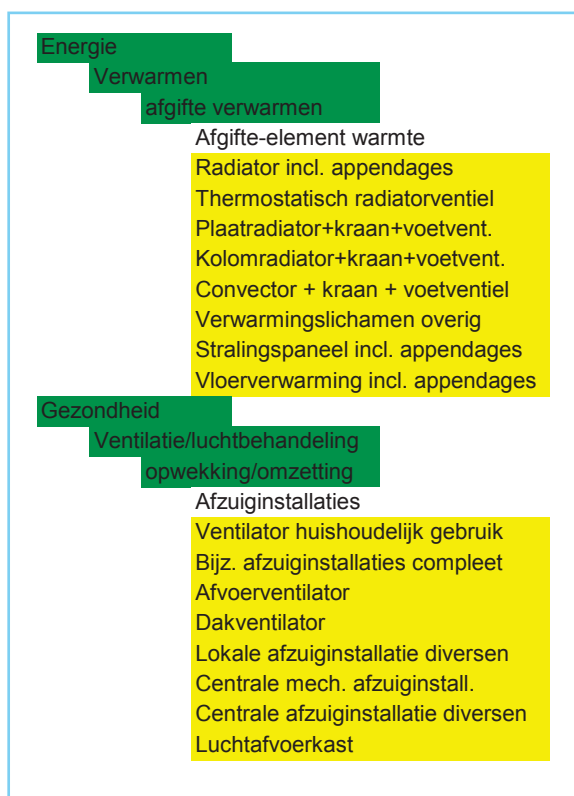 Energie
Verwarmen
afgifte verwarmen
Afgifte-element warmte
Radiator incl. appendages
Thermostatisch radiatorventiel
Plaatradiator+kraan+voetvent.
Kolomradiator+kraan+voetvent.
Convector + kraan + voetventiel
Verwarmingslichamen overig
Stralingspaneel incl. appendages
Vloerverwarming incl. appendages
Gezondheid
Ventilatie/luchtbehandeling
opwekking/omzetting
Afzuiginstallaties
Ventilator huishoudelijk gebruik
Bijz. afzuiginstallaties compleet
Afvoerventilator
Dakventilator
Lokale afzuiginstallatie diversen
Centrale mech. afzuiginstall.
Centrale afzuiginstallatie diversen
Luchtafvoerkast